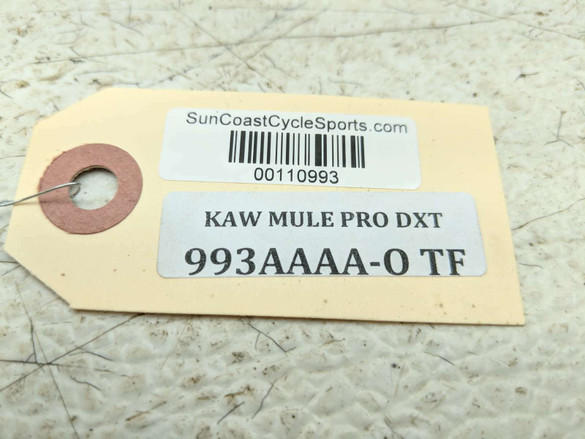 SunCoastCycleSports.com
00110993
KAW MULE PRO DXT
993AAAA-O TF